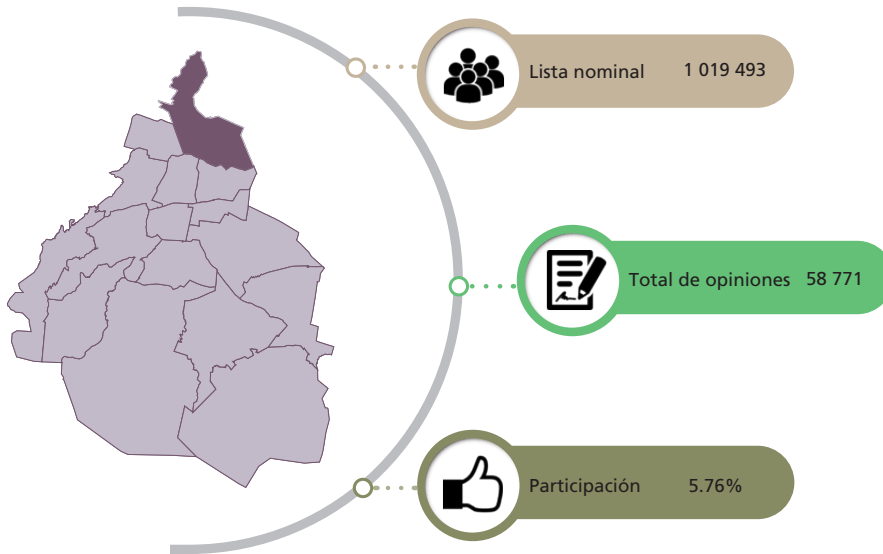 Lista nominal 1 019 493
Total de opiniones 58 771
Participación 5.76%